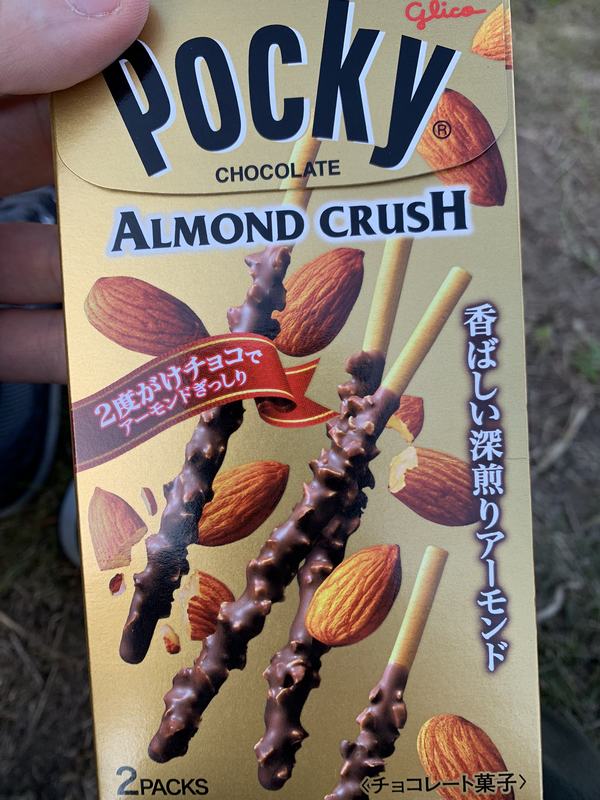 Glico
Pocky®
CHOCOLATE
ALMOND CRUSH
2度がけチョコで
アーモンドぎっしり
香ばしい深煎りアーモンド
2PACKS
〈チョコレート菓子〉